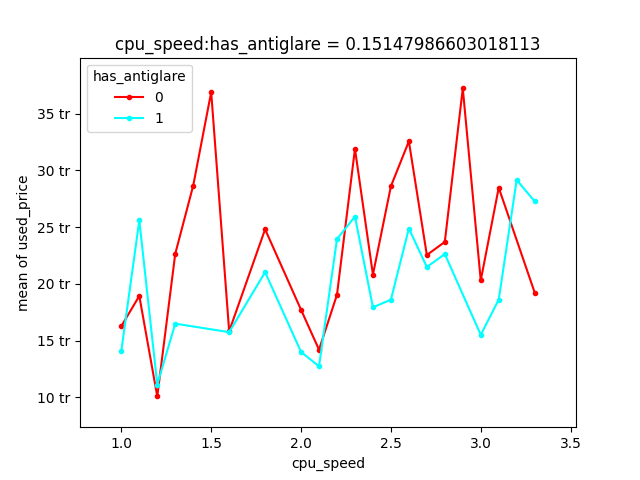 cpu_speed:has_antiglare = 0.15147986603018113
has_antiglare
0
1
mean of used_price
35 tr
30 tr
25 tr
20 tr
15 tr
10 tr
1.0 1.5 2.0 2.5 3.0 3.5
cpu_speed